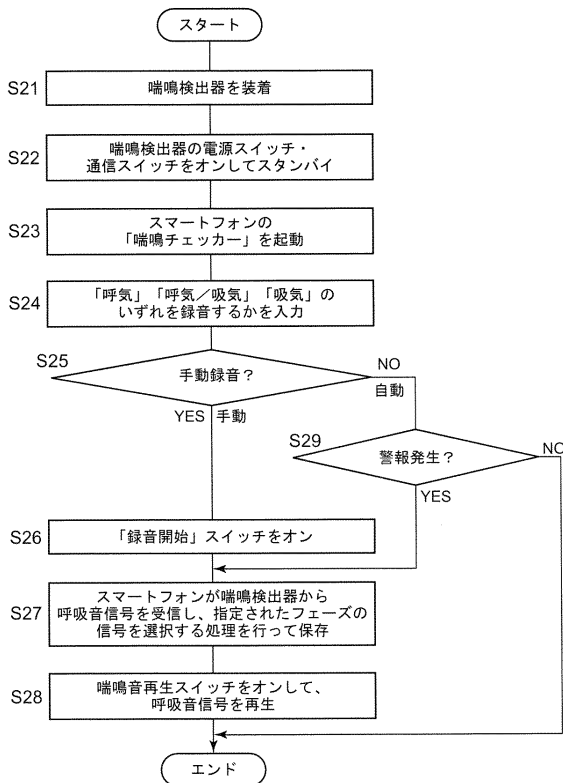 スタート
S21
喘鳴検出器を装着
S22
喘鳴検出器の電源スイッチ・
通信スイッチをオンしてスタンバイ
S23
スマートフォンの
「喘鳴チェッカー」を起動
S24
「呼気」「呼気／吸気」「吸気」の
いずれを録音するかを入力
S25
手動録音？
NO
自動
YES 手動
S29
警報発生？
NO
YES
S26
「録音開始」スイッチをオン
S27
スマートフォンが喘鳴検出器から
呼吸音信号を受信し、指定されたフェーズの
信号を選択する処理を行って保存
S28
喘鳴音再生スイッチをオンして、
呼吸音信号を再生
エンド